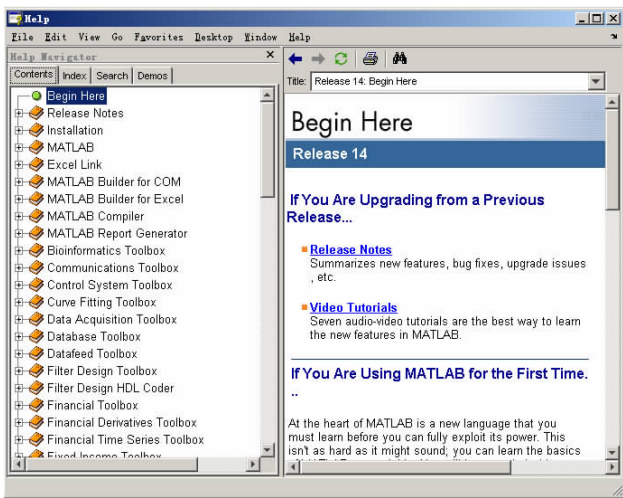 Help
File Edit View Go Favorites Desktop Window Help
Help Navigator
Contents Index Search Demos
Begin Here
Release Notes
Installation
MATLAB
Excel Link
MATLAB Builder for COM
MATLAB Builder for Excel
MATLAB Compiler
MATLAB Report Generator
Bioinformatics Toolbox
Communications Toolbox
Control System Toolbox
Curve Fitting Toolbox
Data Acquisition Toolbox
Database Toolbox
Datafeed Toolbox
Filter Design Toolbox
Filter Design HDL Coder
Financial Toolbox
Financial Derivatives Toolbox
Financial Time Series Toolbox
Fixed Income Toolbox
Title: Release 14: Begin Here
Begin Here
Release 14
If You Are Upgrading from a Previous
Release...
Release Notes
Summarizes new features, bug fixes, upgrade issues
, etc.
Video Tutorials
Seven audio-video tutorials are the best way to learn
the new features in MATLAB.
If You Are Using MATLAB for the First Time.
..
At the heart of MATLAB is a new language that you
must learn before you can fully exploit its power. This
isn't as hard as it might sound; you can learn the basics